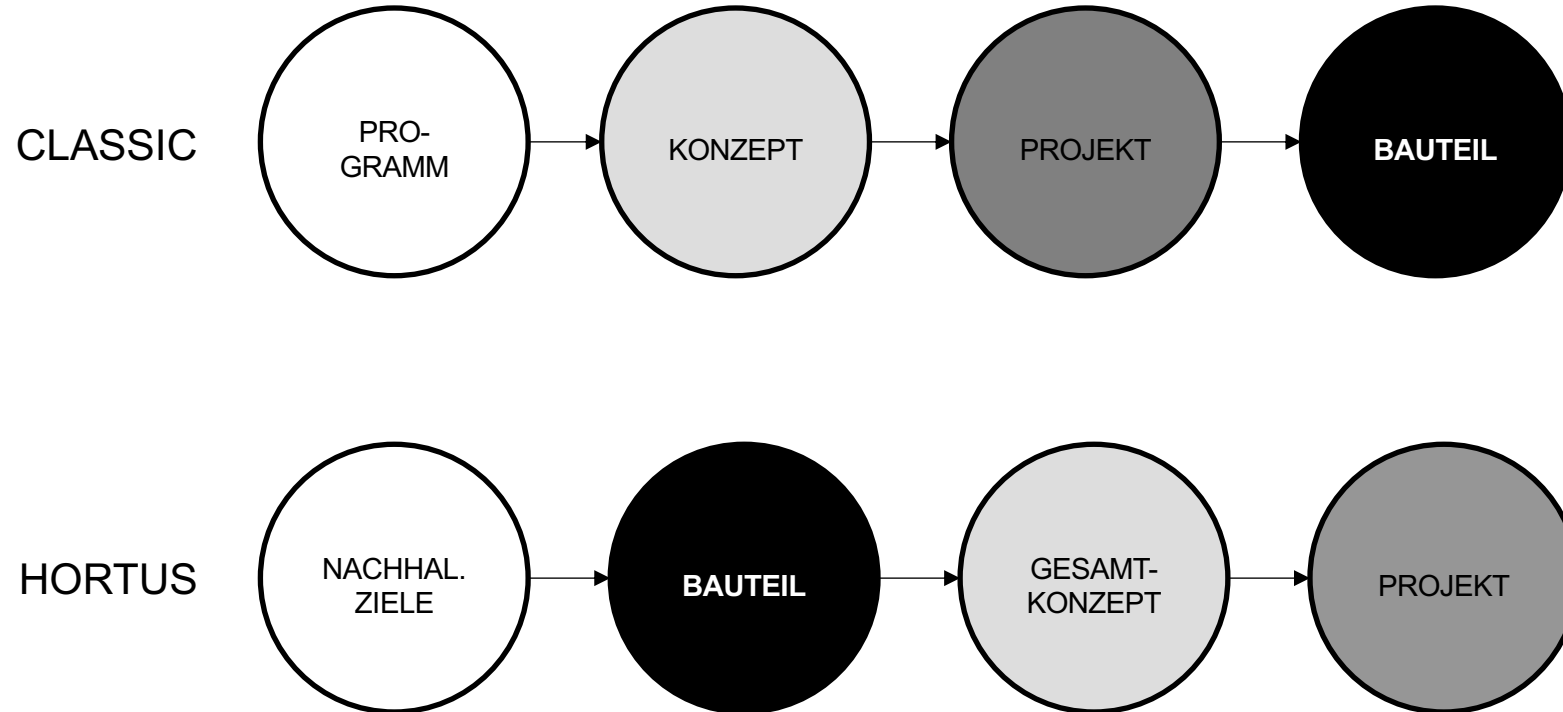 CLASSIC
PRO-
GRAMM
KONZEPT
PROJEKT
BAUTEIL
HORTUS
NACHHAL.
ZIELE
BAUTEIL
GESAMT-
KONZEPT
PROJEKT